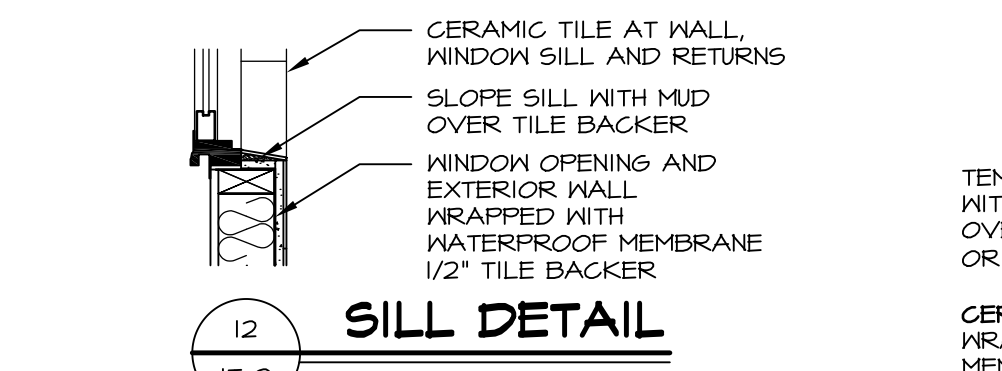 CERAMIC TILE AT WALL,
WINDOW SILL AND RETURNS
SLOPE SILL WITH MUD
OVER TILE BACKER
WINDOW OPENING AND
EXTERIOR WALL
WRAPPED WITH
WATERPROOF MEMBRANE
1/2" TILE BACKER
12
SILL DETAIL
OR